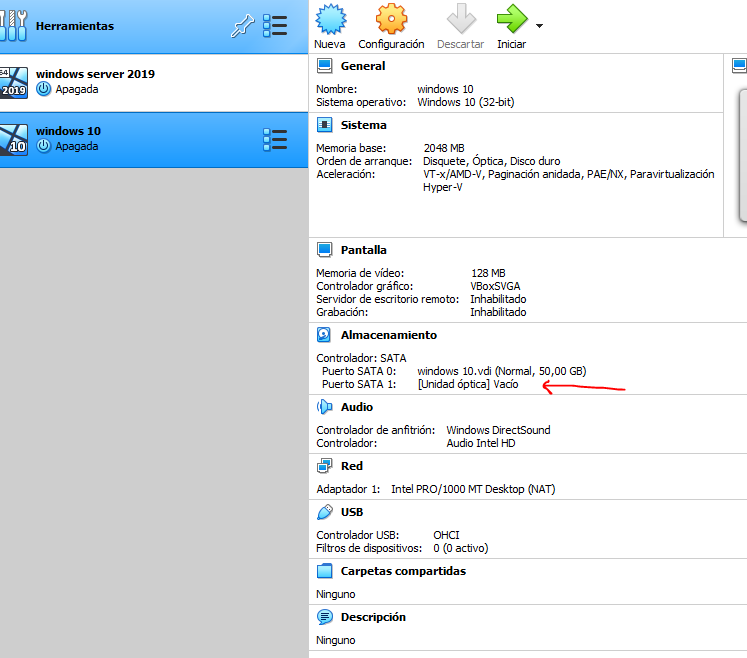 Herramientas
Nueva Configuración Descartar Iniciar
64
2019
windows server 2019
Apagada
10
windows 10
Apagada
General
Nombre: windows 10
Sistema operativo: Windows 10 (32-bit)
Sistema
Memoria base: 2048 MB
Orden de arranque: Disquete, Óptica, Disco duro
Aceleración: VT-x/AMD-V, Paginación anidada, PAE/NX, Paravirtualización
Hyper-V
Pantalla
Memoria de vídeo: 128 MB
Controlador gráfico: VBoxSVGA
Servidor de escritorio remoto: Inhabilitado
Grabación: Inhabilitado
Almacenamiento
Controlador: SATA
Puerto SATA 0: windows 10.vdi (Normal, 50,00 GB)
Puerto SATA 1: [Unidad óptica] Vacío
Audio
Controlador de anfitrión: Windows DirectSound
Controlador: Audio Intel HD
Red
Adaptador 1: Intel PRO/1000 MT Desktop (NAT)
USB
Controlador USB: OHCI
Filtros de dispositivos: 0 (0 activo)
Carpetas compartidas
Ninguno
Descripción
Ninguno